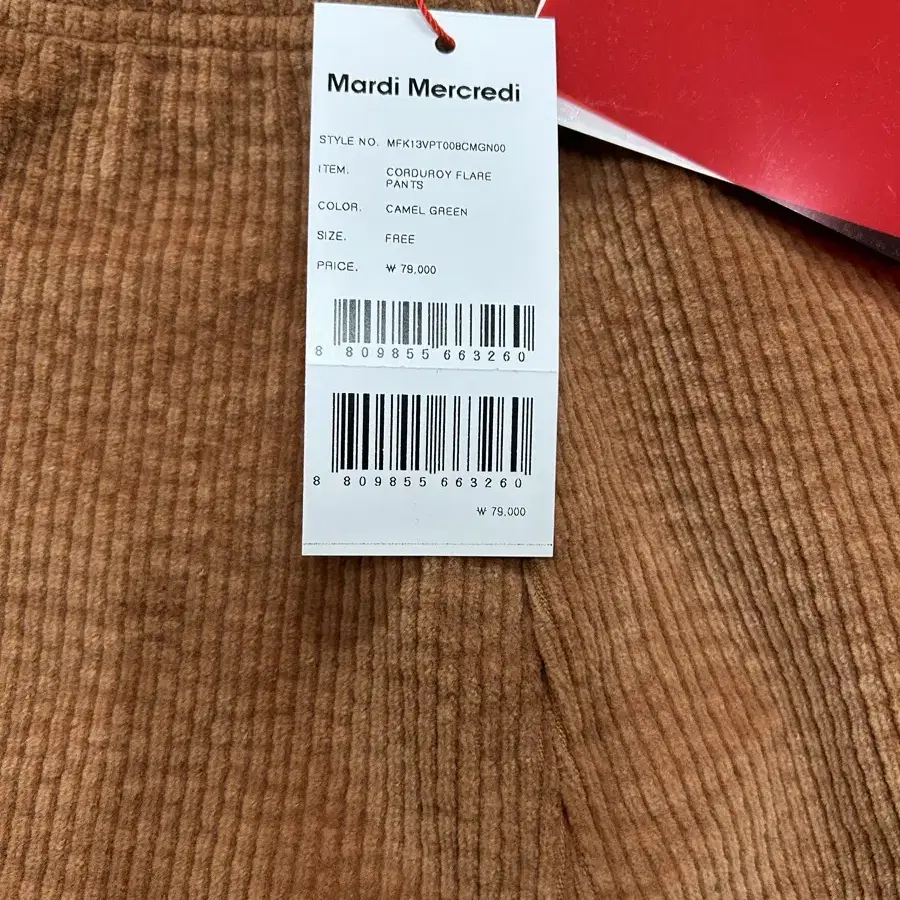 Mardi Mercredi
STYLE NO. MFK13VPT00BCMGN00
ITEM. CORDUROY FLARE
PANTS
COLOR. CAMEL GREEN
SIZE. FREE
PRICE. ₩ 79,000
8 809855 663260
8 809855 663260
₩ 79,000